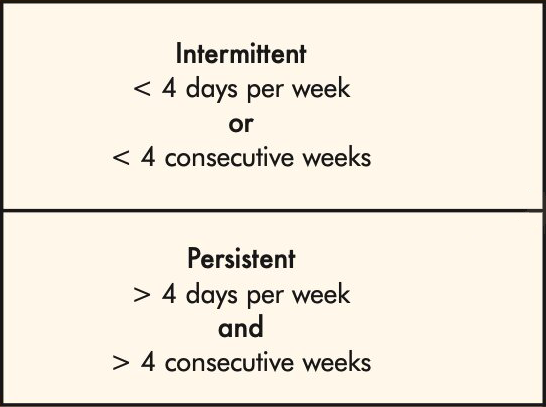 Intermittent
< 4 days per week
or
< 4 consecutive weeks
Persistent
> 4 days per week
and
> 4 consecutive weeks